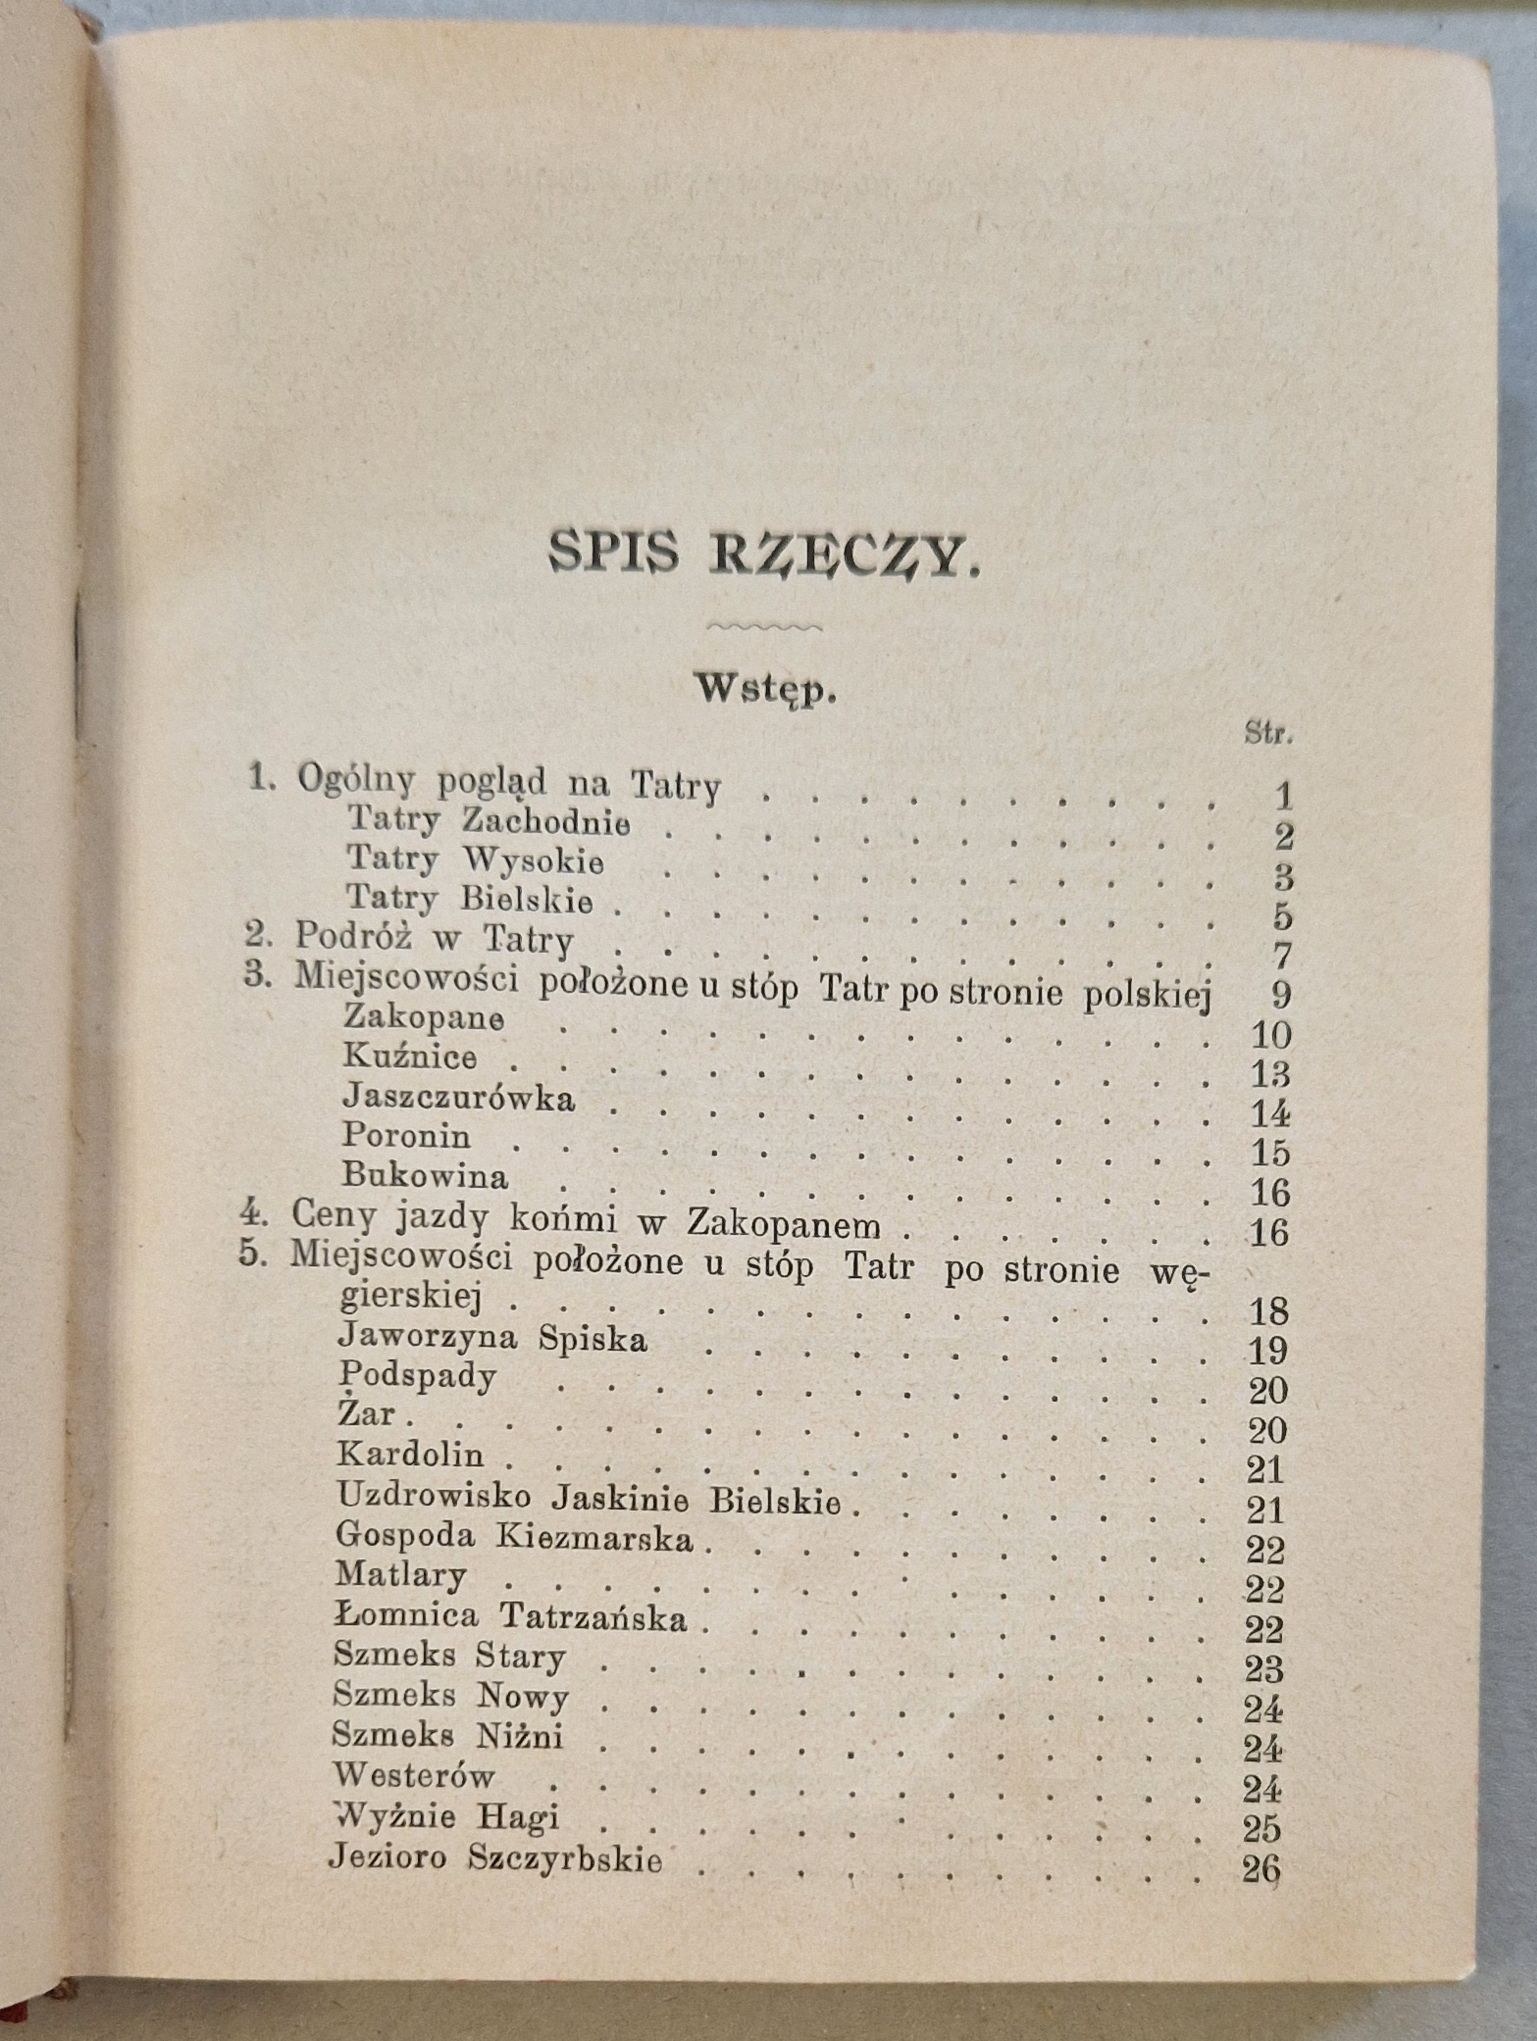 SPIS RZECZY.
Wstęp.
Str.
1. Ogólny pogląd na Tatry . . . . . . . . . . 1
Tatry Zachodnie . . . . . . . . . . . . 2
Tatry Wysokie . . . . . . . . . . . . 3
Tatry Bielskie . . . . . . . . . . . . . 5
2. Podróż w Tatry . . . . . . . . . . . . . 7
3. Miejscowości położone u stóp Tatr po stronie polskiej 9
Zakopane . . . . . . . . . . . . . . 10
Kuźnice . . . . . . . . . . . . . . . 13
Jaszczurówka . . . . . . . . . . . . . 14
Poronin . . . . . . . . . . . . . . . 15
Bukowina . . . . . . . . . . . . . . 16
4. Ceny jazdy końmi w Zakopanem . . . . . . . 16
5. Miejscowości położone u stóp Tatr po stronie wę-
gierskiej . . . . . . . . . . . . . . . 18
Jaworzyna Spiska . . . . . . . . . . . 19
Podspady . . . . . . . . . . . . . . 20
Żar . . . . . . . . . . . . . . . . . 20
Kardolin . . . . . . . . . . . . . . . 21
Uzdrowisko Jaskinie Bielskie . . . . . . . . 21
Gospoda Kiezmarska . . . . . . . . . . . 22
Matlary . . . . . . . . . . . . . . . 22
Łomnica Tatrzańska . . . . . . . . . . . 22
Szmeks Stary . . . . . . . . . . . . . 23
Szmeks Nowy . . . . . . . . . . . . . 24
Szmeks Niżni . . . . . . . . . . . . . 24
Westerów . . . . . . . . . . . . . . 24
Wyżnie Hagi . . . . . . . . . . . . . 25
Jezioro Szczyrbskie . . . . . . . . . . . 26